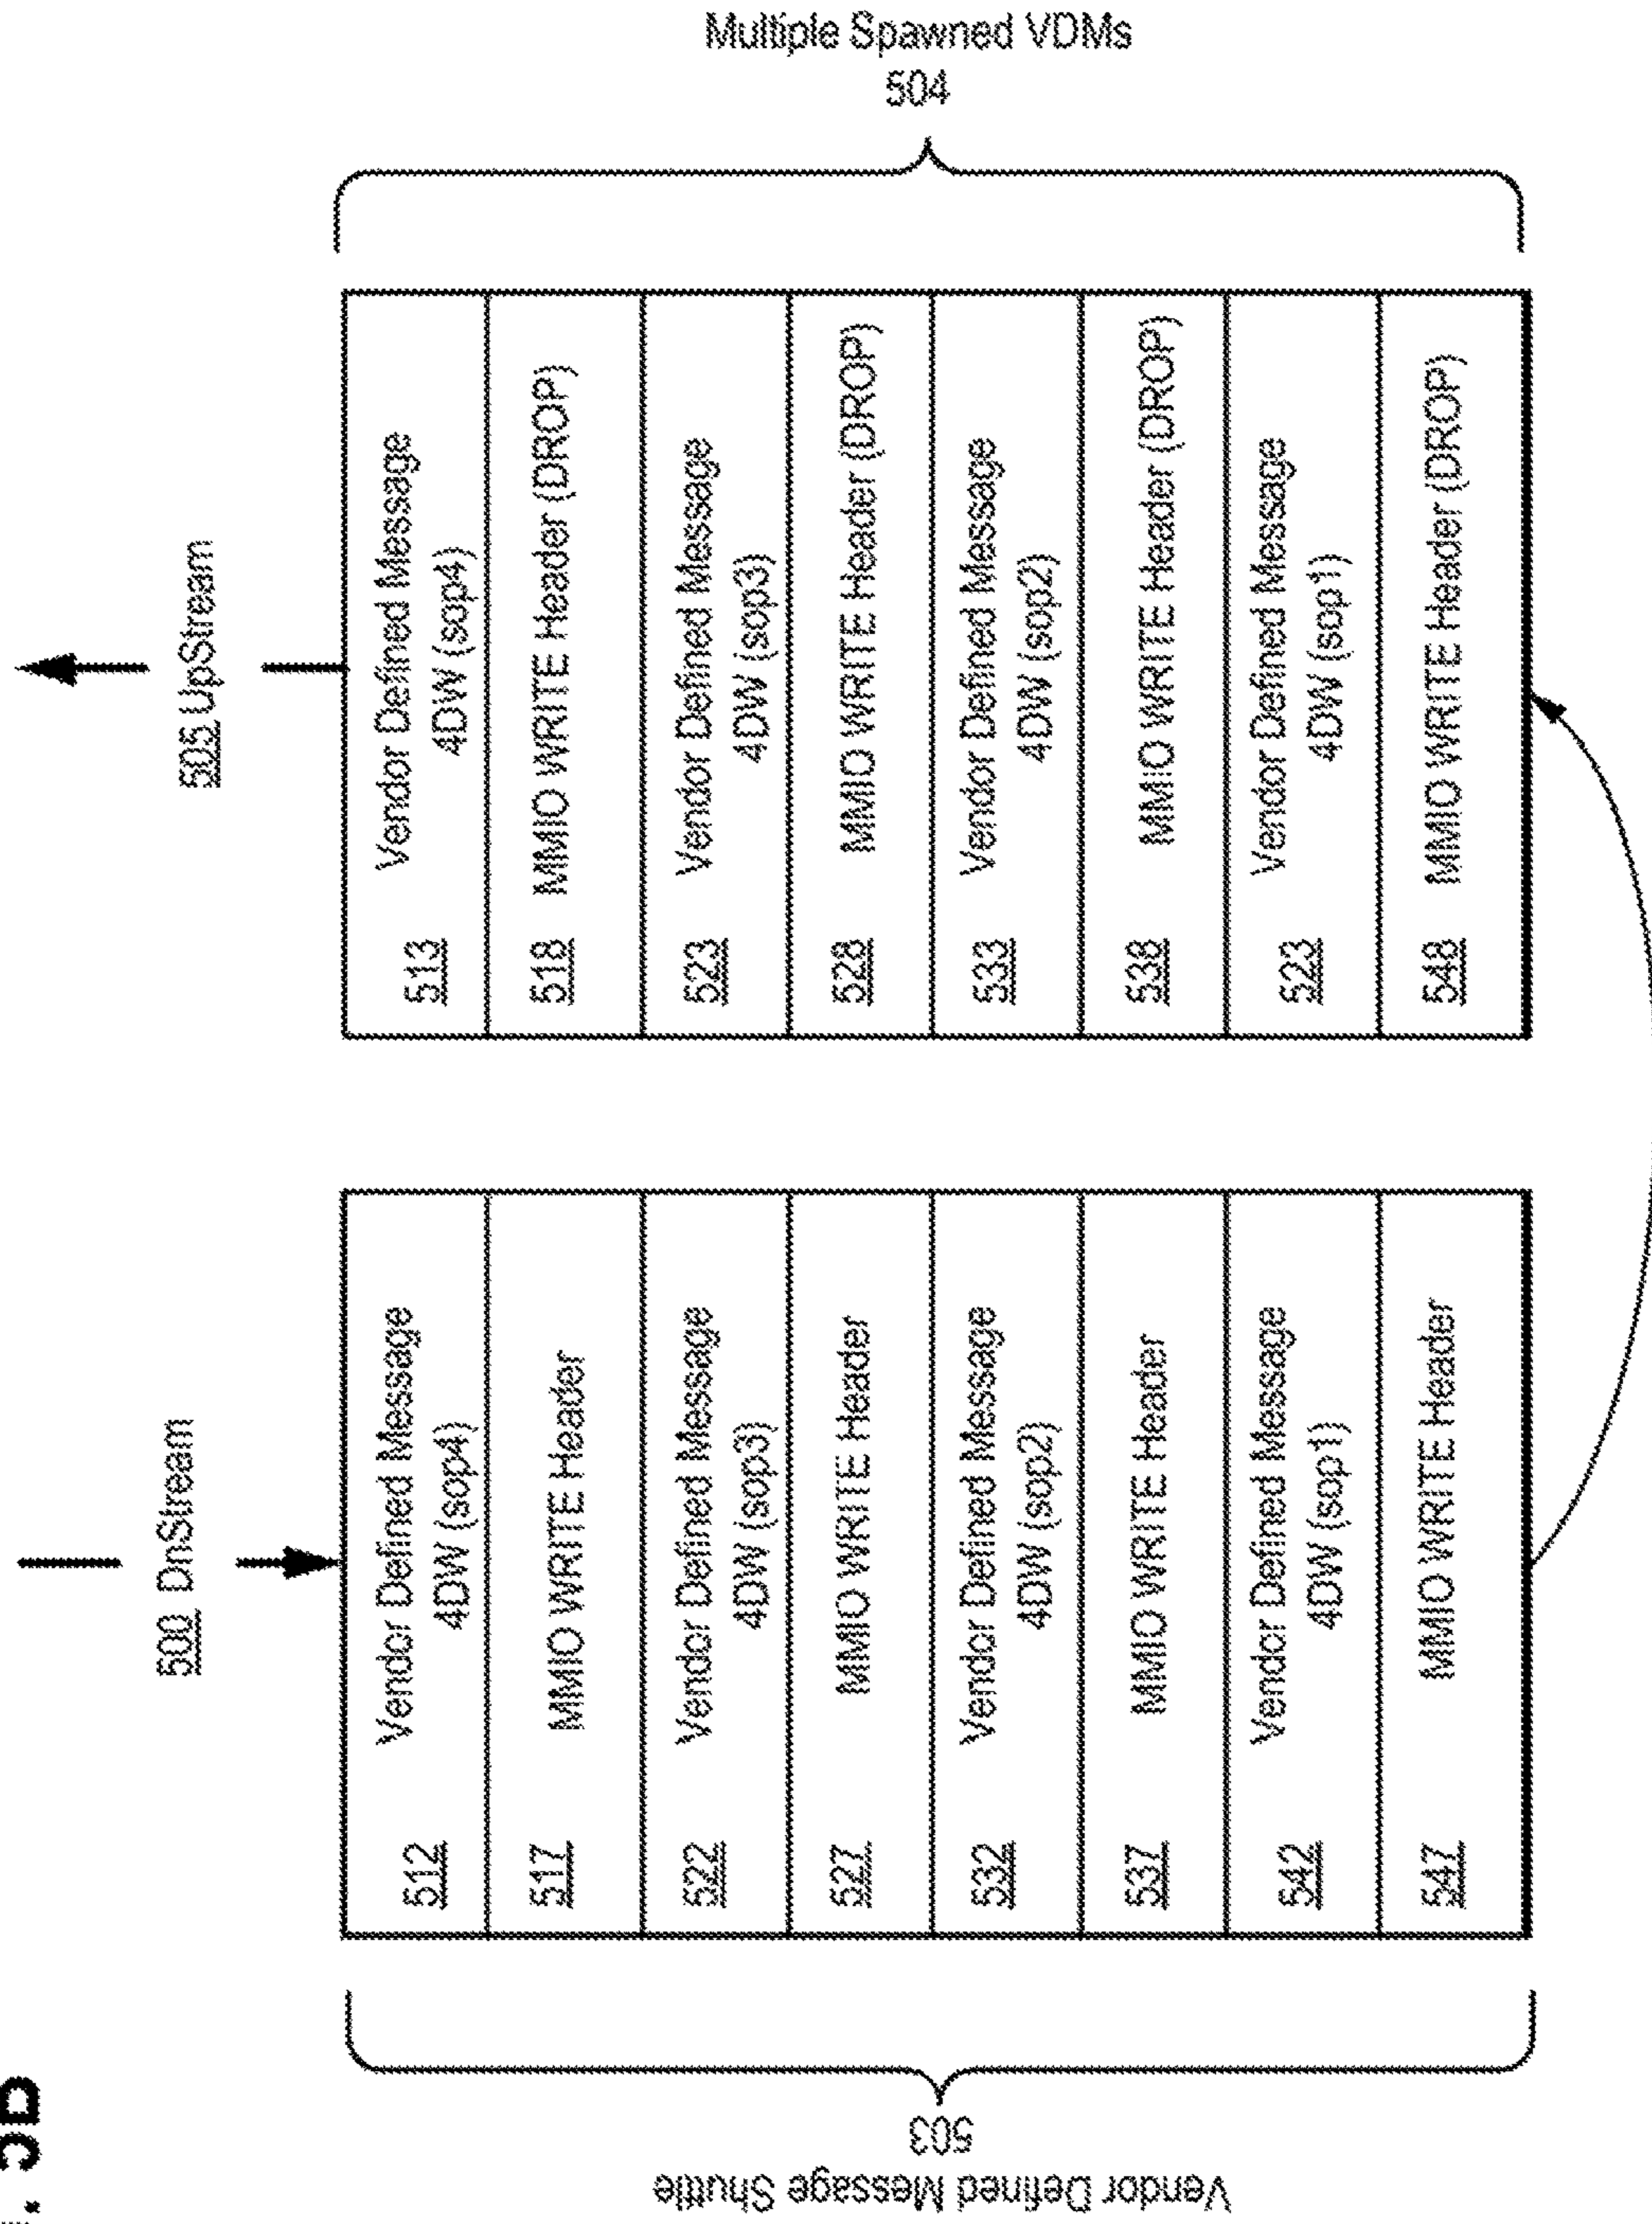 500 DnStream
505 UpStream
Vendor Defined Message Shuttle
503
512 Vendor Defined Message
4DW (sop4)
517 MMIO WRITE Header
522 Vendor Defined Message
4DW (sop3)
527 MMIO WRITE Header
532 Vendor Defined Message
4DW (sop2)
537 MMIO WRITE Header
542 Vendor Defined Message
4DW (sop1)
547 MMIO WRITE Header
513 Vendor Defined Message
4DW (sop4)
518 MMIO WRITE Header (DROP)
523 Vendor Defined Message
4DW (sop3)
528 MMIO WRITE Header (DROP)
533 Vendor Defined Message
4DW (sop2)
538 MMIO WRITE Header (DROP)
523 Vendor Defined Message
4DW (sop1)
548 MMIO WRITE Header (DROP)
Multiple Spawned VDMs
504